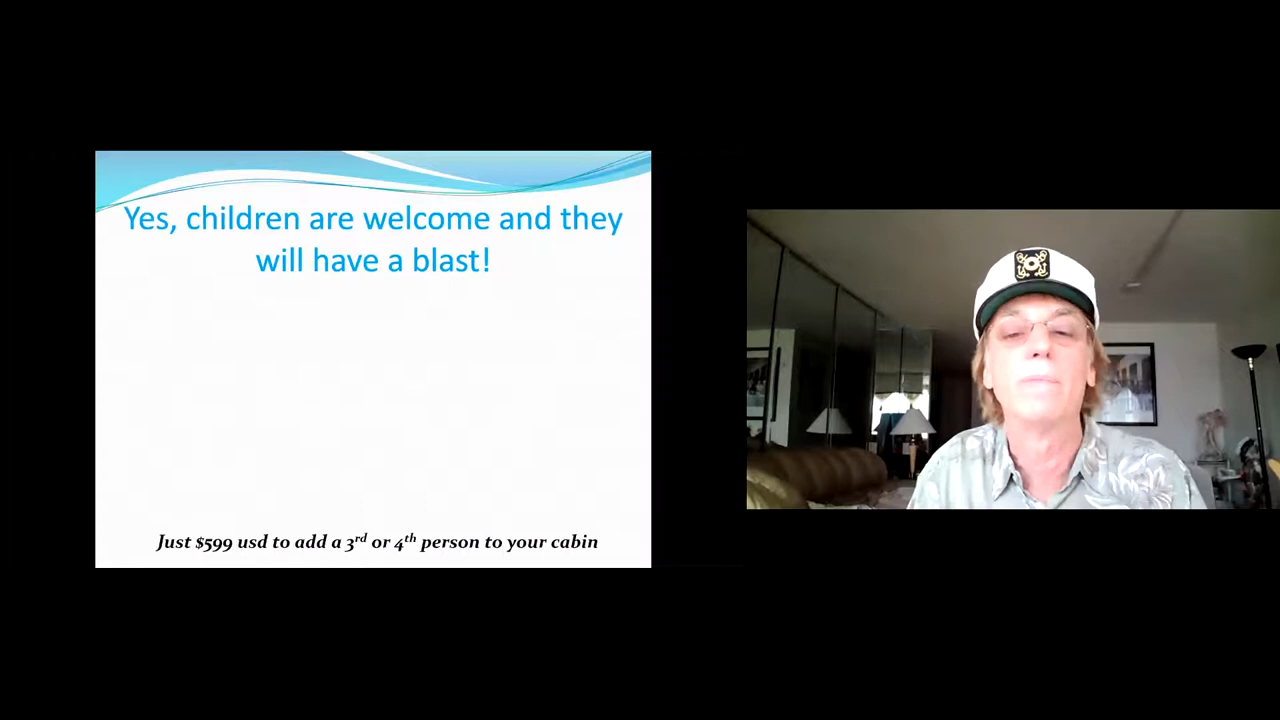 Yes, children are welcome and they
will have a blast!
Just $599 usd to add a 3rd or 4th person to your cabin